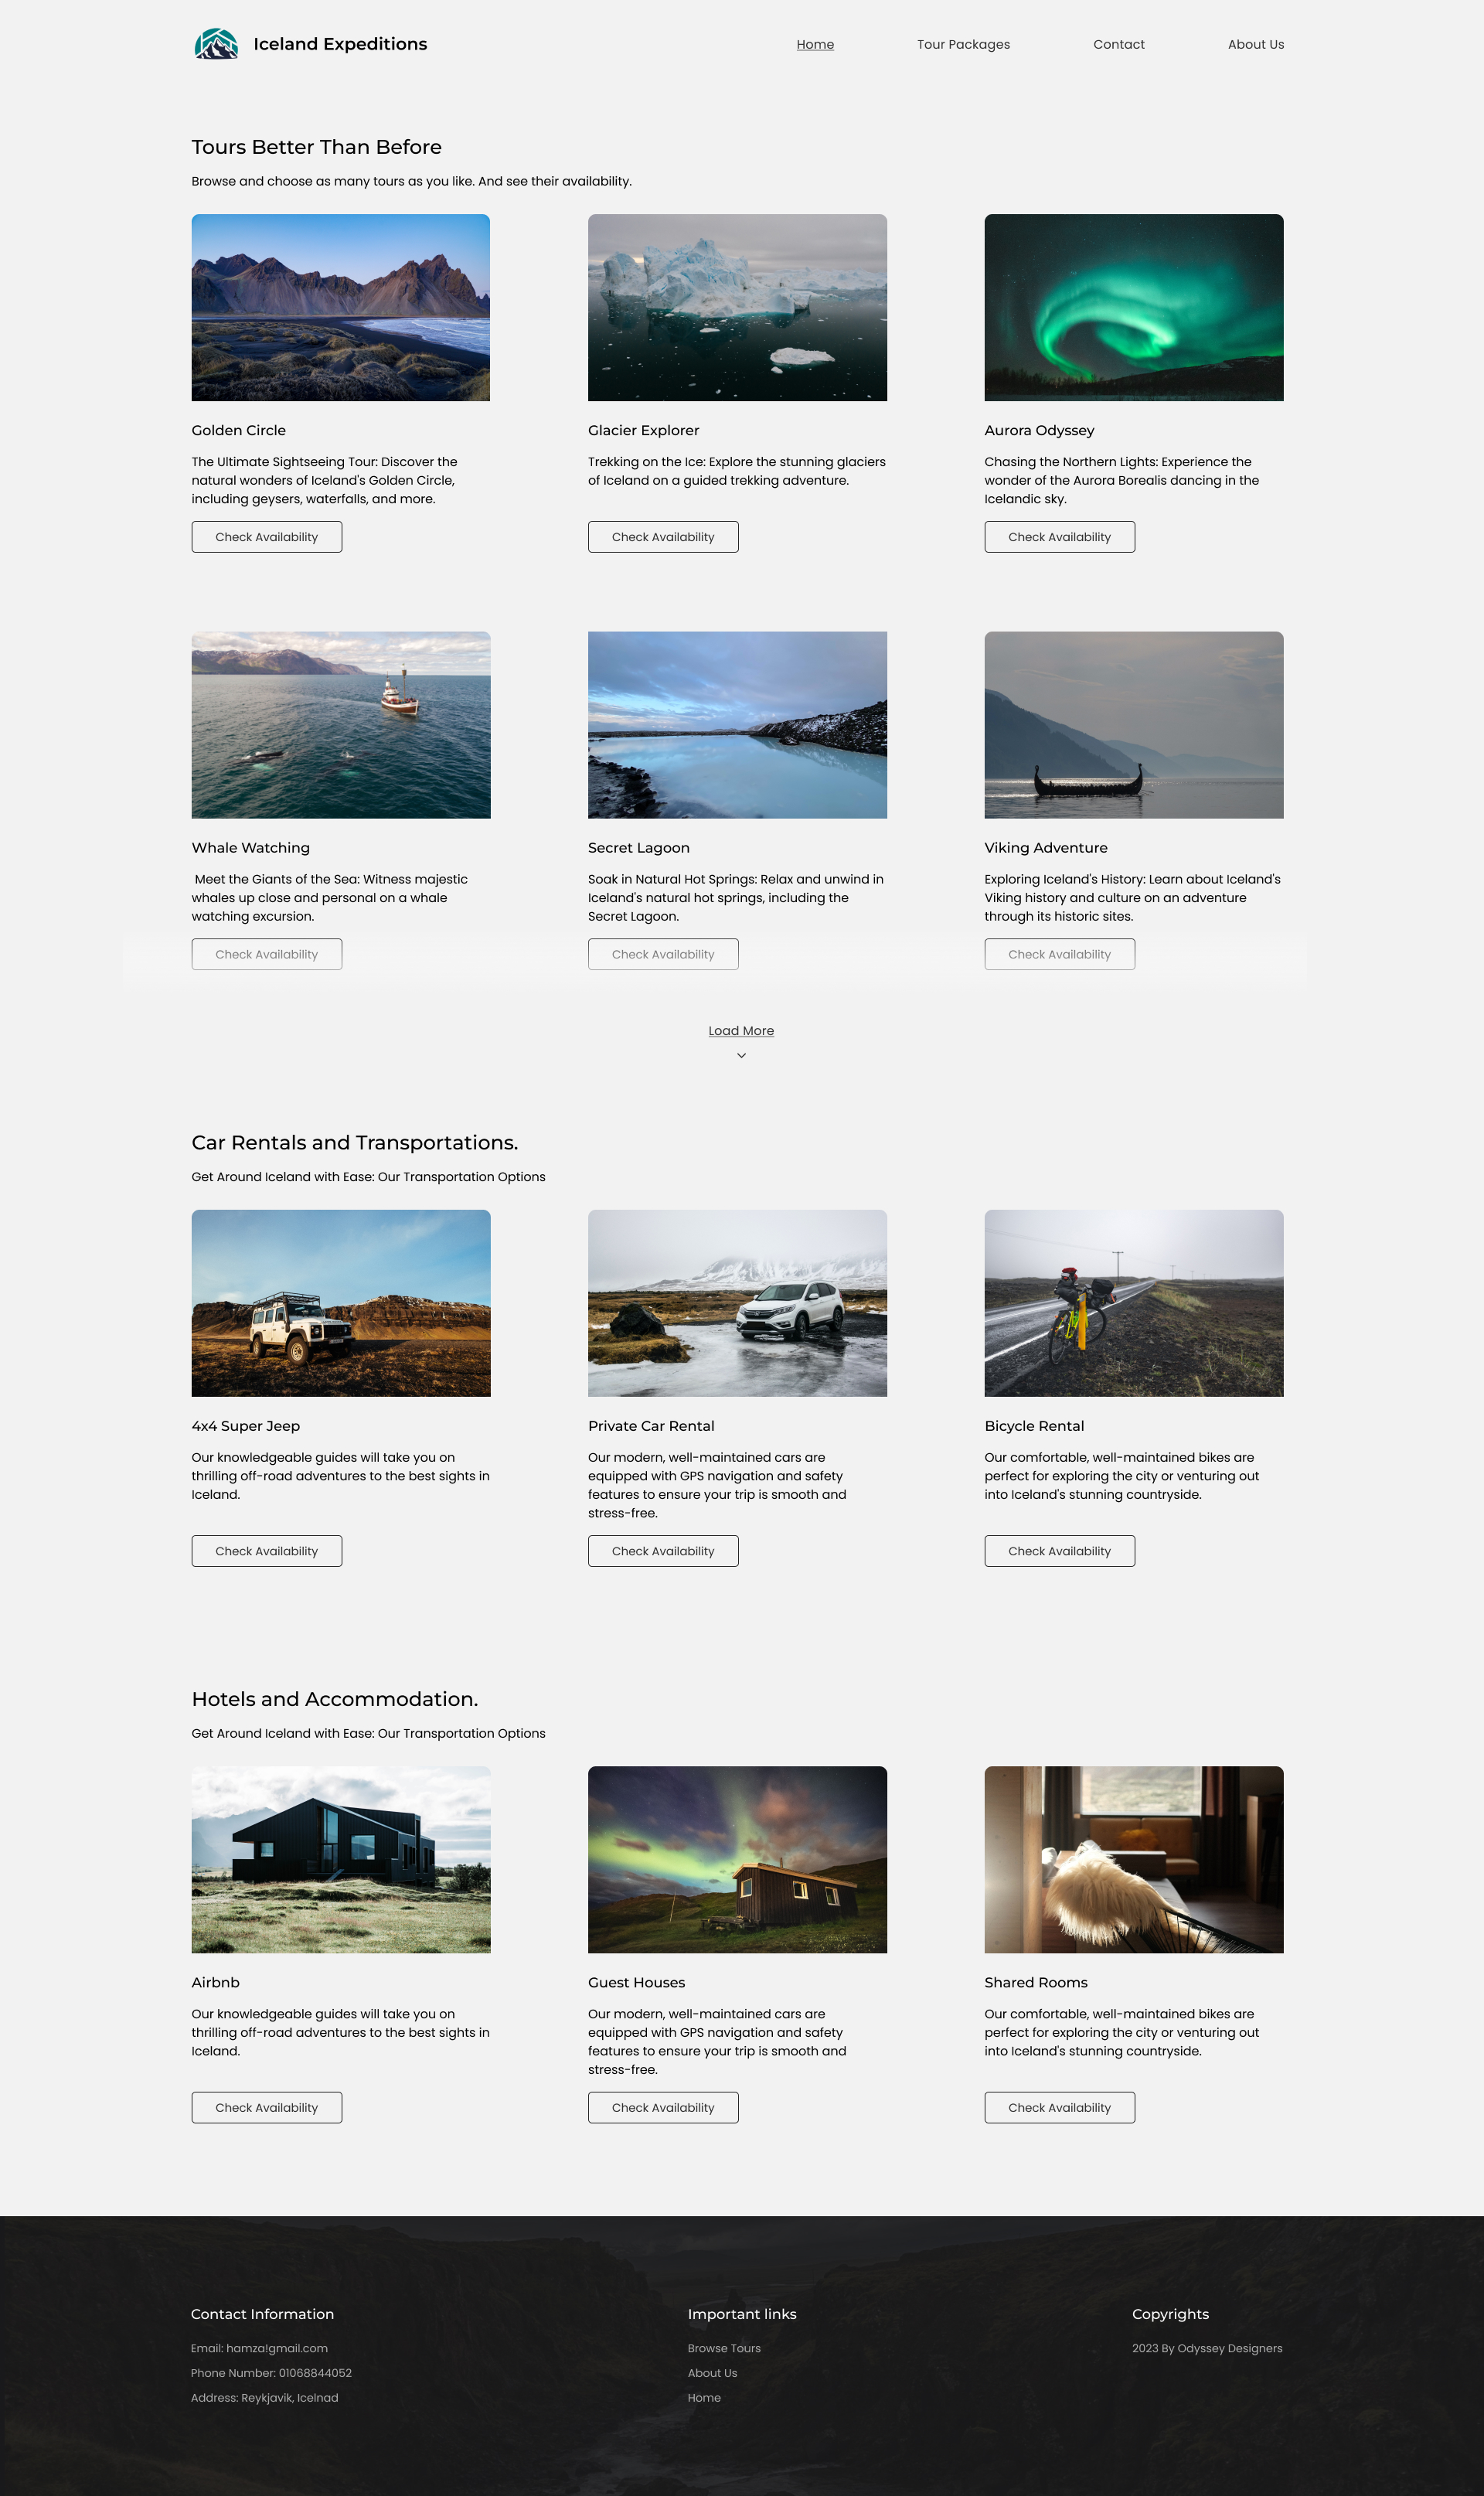 Iceland Expeditions
Home
Tour Packages
Contact
About Us
Tours Better Than Before
Browse and choose as many tours as you like. And see their availability.
Golden Circle
The Ultimate Sightseeing Tour: Discover the
natural wonders of Iceland's Golden Circle,
including geysers, waterfalls, and more.
Check Availability
Glacier Explorer
Trekking on the Ice: Explore the stunning glaciers
of Iceland on a guided trekking adventure.
Check Availability
Aurora Odyssey
Chasing the Northern Lights: Experience the
wonder of the Aurora Borealis dancing in the
Icelandic sky.
Check Availability
Whale Watching
Meet the Giants of the Sea: Witness majestic
whales up close and personal on a whale
watching excursion.
Check Availability
Secret Lagoon
Soak in Natural Hot Springs: Relax and unwind in
Iceland's natural hot springs, including the
Secret Lagoon.
Check Availability
Viking Adventure
Exploring Iceland's History: Learn about Iceland's
Viking history and culture on an adventure
through its historic sites.
Check Availability
Load More
Car Rentals and Transportations.
Get Around Iceland with Ease: Our Transportation Options
4x4 Super Jeep
Our knowledgeable guides will take you on
thrilling off-road adventures to the best sights in
Iceland.
Check Availability
Private Car Rental
Our modern, well-maintained cars are
equipped with GPS navigation and safety
features to ensure your trip is smooth and
stress-free.
Check Availability
Bicycle Rental
Our comfortable, well-maintained bikes are
perfect for exploring the city or venturing out
into Iceland's stunning countryside.
Check Availability
Hotels and Accommodation.
Get Around Iceland with Ease: Our Transportation Options
Airbnb
Our knowledgeable guides will take you on
thrilling off-road adventures to the best sights in
Iceland.
Check Availability
Guest Houses
Our modern, well-maintained cars are
equipped with GPS navigation and safety
features to ensure your trip is smooth and
stress-free.
Check Availability
Shared Rooms
Our comfortable, well-maintained bikes are
perfect for exploring the city or venturing out
into Iceland's stunning countryside.
Check Availability
Contact Information
Email: hamza!gmail.com
Phone Number: 01068844052
Address: Reykjavik, Icelnad
Important links
Browse Tours
About Us
Home
Copyrights
2023 By Odyssey Designers